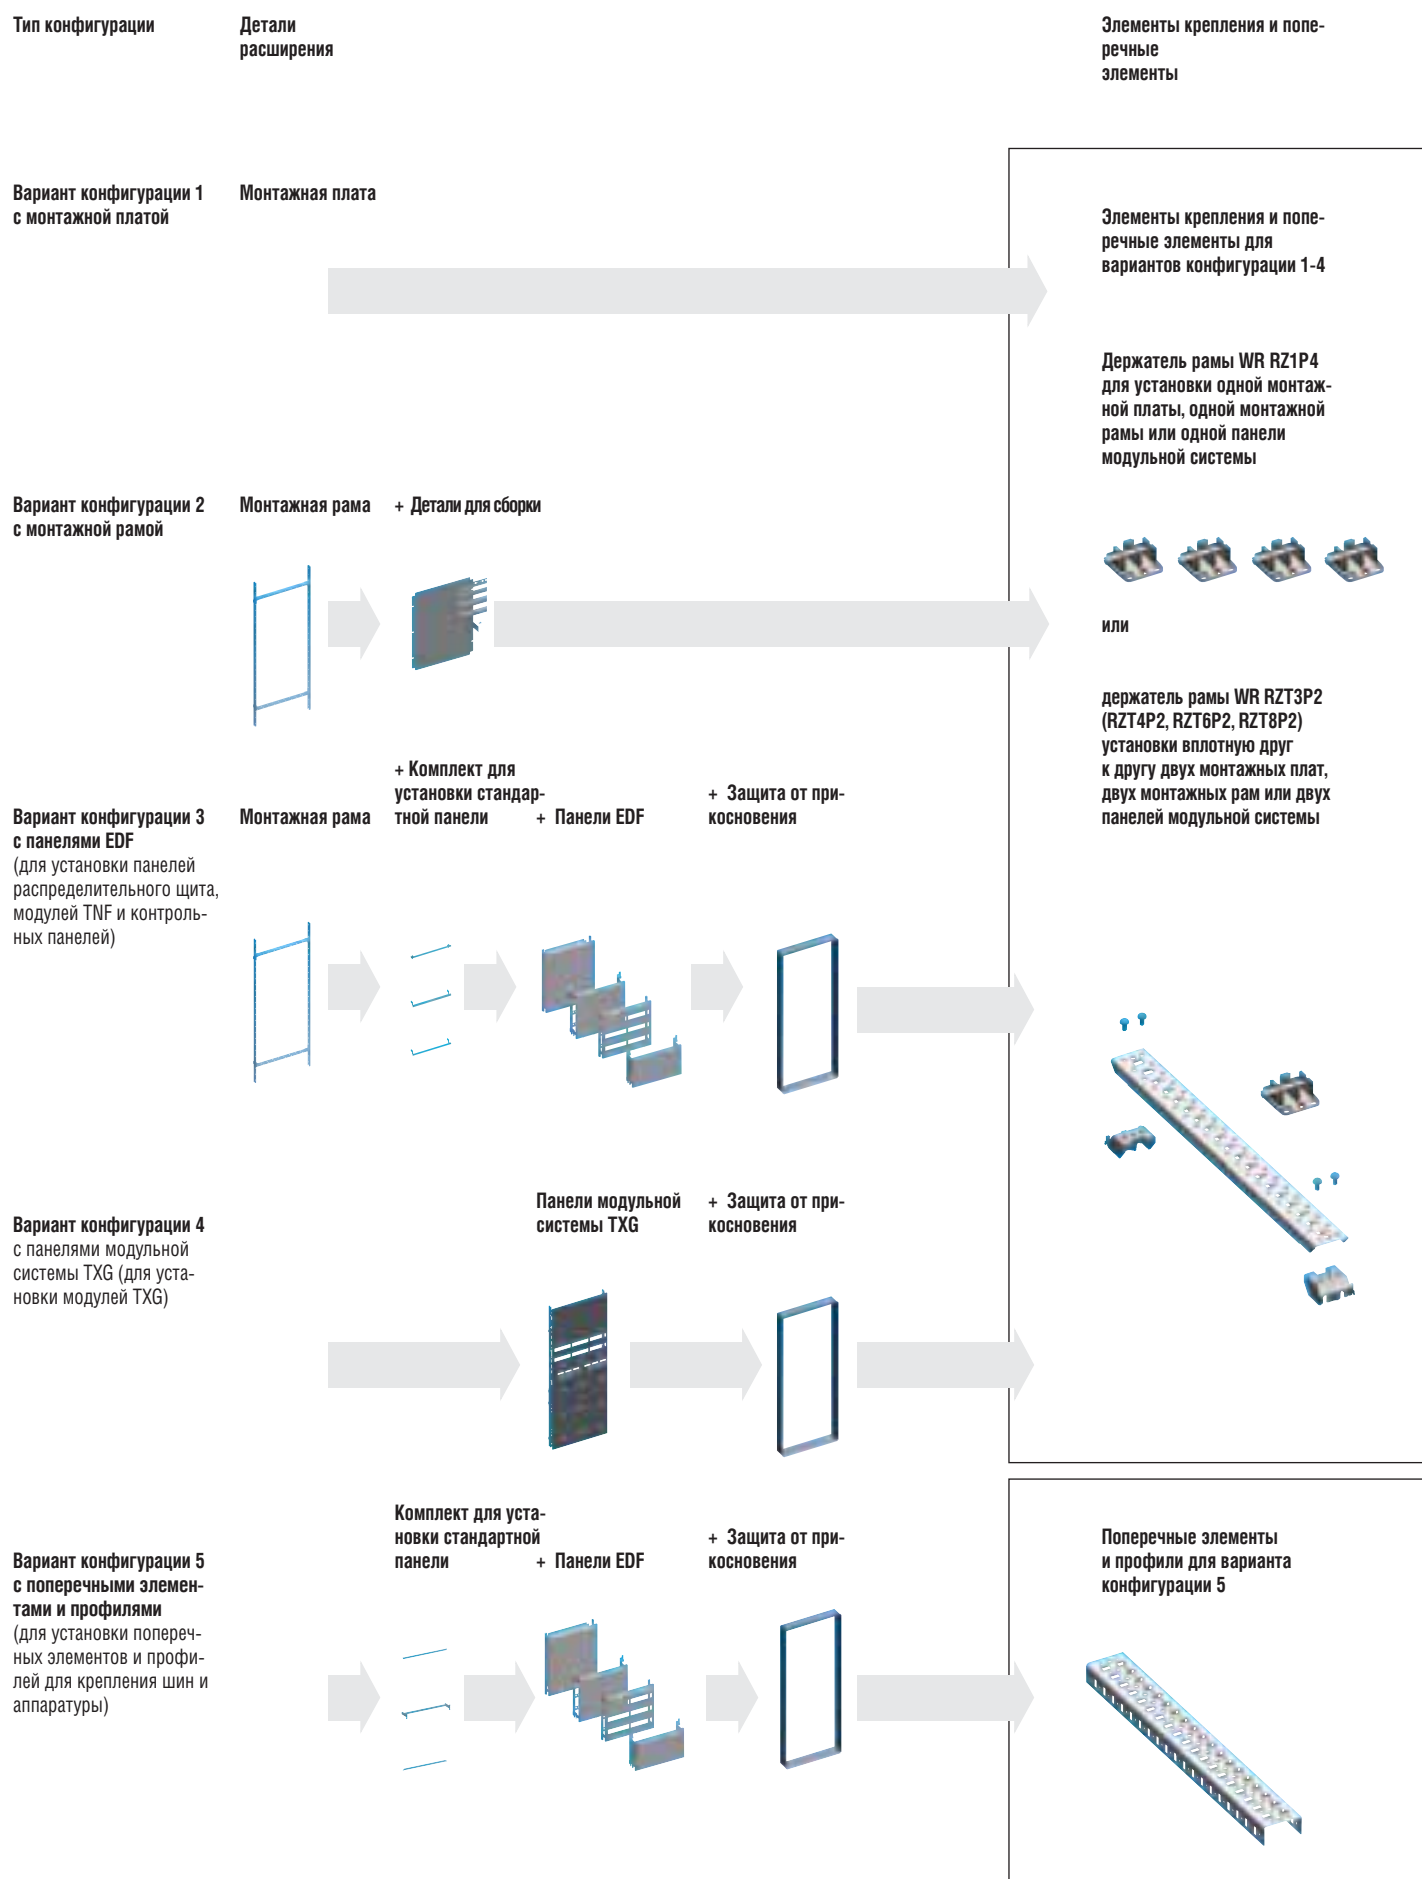 Тип конфигурации
Детали
расширения
Элементы крепления и попе-
речные
элементы
Вариант конфигурации 1
с монтажной платой
Монтажная плата
Элементы крепления и попе-
речные элементы для
вариантов конфигурации 1-4
Держатель рамы WR RZ1P4
для установки одной монтаж-
ной платы, одной монтажной
рамы или одной панели
модульной системы
Вариант конфигурации 2
с монтажной рамой
Монтажная рама
+ Детали для сборки
или
держатель рамы WR RZT3P2
(RZT4P2, RZT6P2, RZT8P2)
установки вплотную друг
к другу двух монтажных плат,
двух монтажных рам или двух
панелей модульной системы
Вариант конфигурации 3
с панелями EDF
(для установки панелей
распределительного щита,
модулей TNF и контроль-
ных панелей)
Монтажная рама
+ Комплект для
установки стандар-
тной панели
+ Панели EDF
+ Защита от при-
косновения
Вариант конфигурации 4
с панелями модульной
системы TXG (для уста-
новки модулей TXG)
Панели модульной
системы TXG
+ Защита от при-
косновения
Вариант конфигурации 5
с поперечными элемен-
тами и профилями
(для установки попереч-
ных элементов и профи-
лей для крепления шин и
аппаратуры)
Комплект для уста-
новки стандартной
панели
+ Панели EDF
+ Защита от при-
косновения
Поперечные элементы
и профили для варианта
конфигурации 5